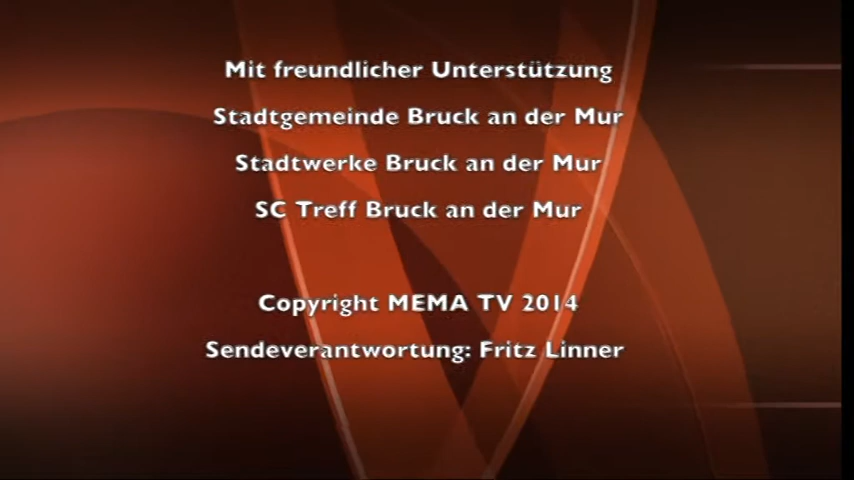 Mit freundlicher Unterstützung
Stadtgemeinde Bruck an der Mur
Stadtwerke Bruck an der Mur
SC Treff Bruck an der Mur
Copyright MEMA TV 2014
Sendeverantwortung: Fritz Linner